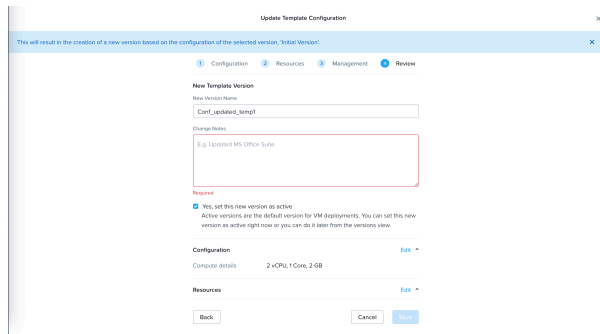 Update Template Configuration
This will result in the creation of a new version based on the configuration of the selected version, 'Initial Version'.
1 Configuration 2 Resources 3 Management 4 Review
New Template Version
New Version Name
Conf_updated_temp1
Change Notes
E.g. Updated MS Office Suite
Required
Yes, set this new version as active
Active versions are the default version for VM deployments. You can set this new
version as active right now or you can do it later from the versions view.
Configuration Edit
Compute details 2 vCPU, 1 Core, 2 GB
Resources Edit
Back Cancel Save